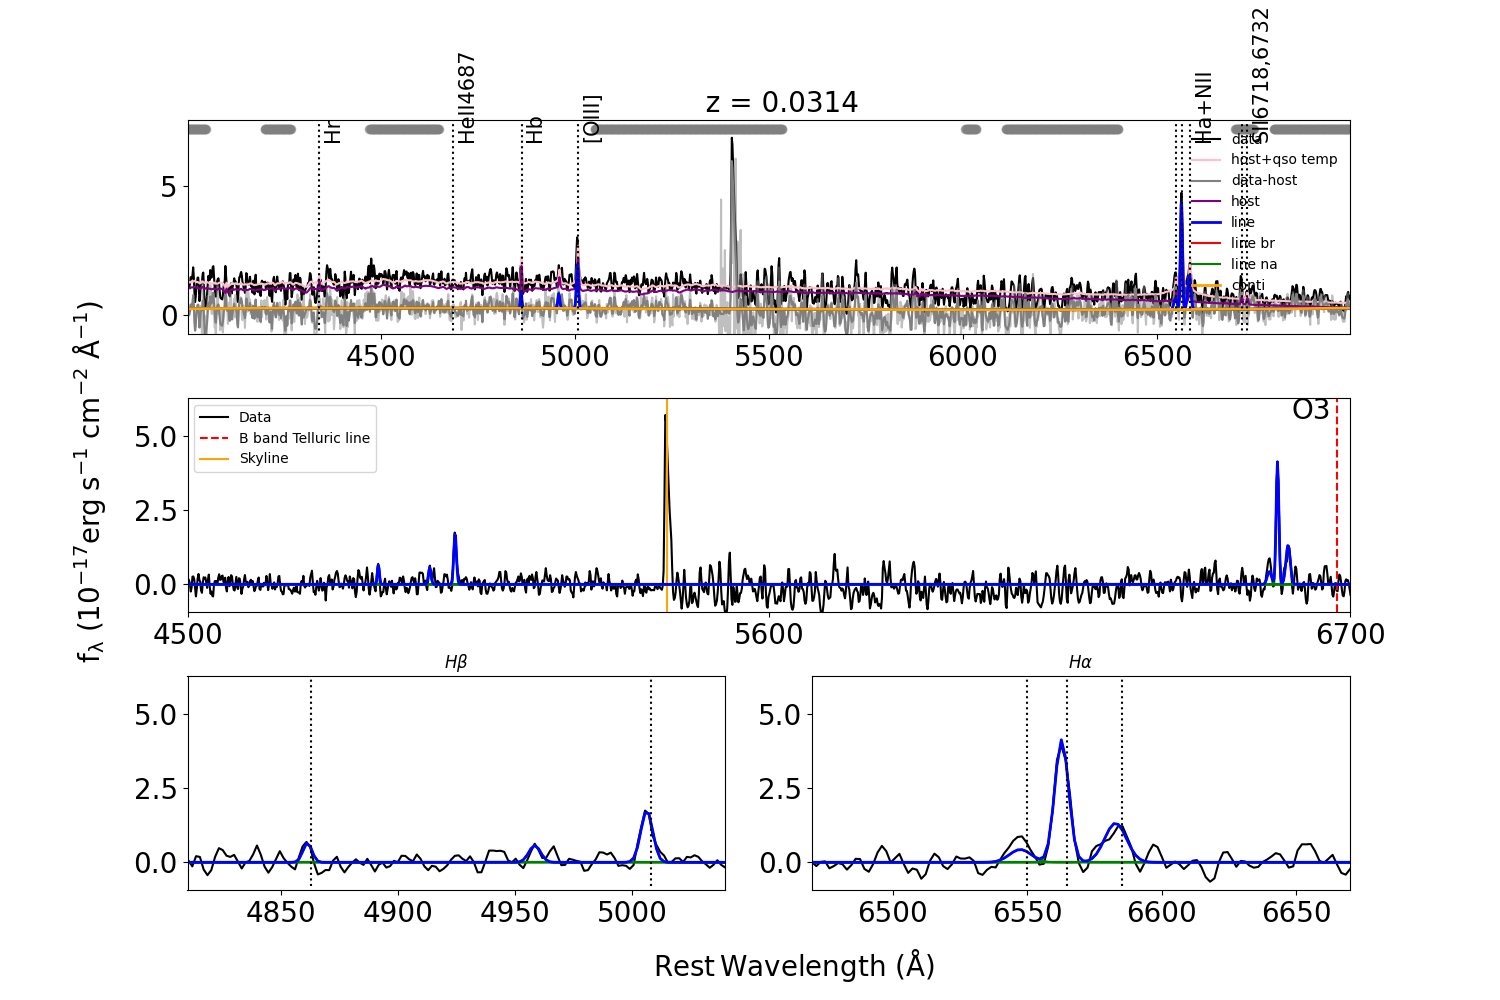 z = 0.0314
Hr
HeII4687
Hb
[OIII]
Ha+NII
SII6718,6732
data
host+qso temp
data-host
host
line
line br
line na
conti
5
0
4500 5000 5500 6000 6500
fλ (10⁻¹⁷erg s⁻¹ cm⁻² Å⁻¹)
Data
B band Telluric line
Skyline
O3
5.0
2.5
0.0
4500 5600 6700
Hβ
5.0
2.5
0.0
4850 4900 4950 5000
Hα
5.0
2.5
0.0
6500 6550 6600 6650
Rest Wavelength (Å)